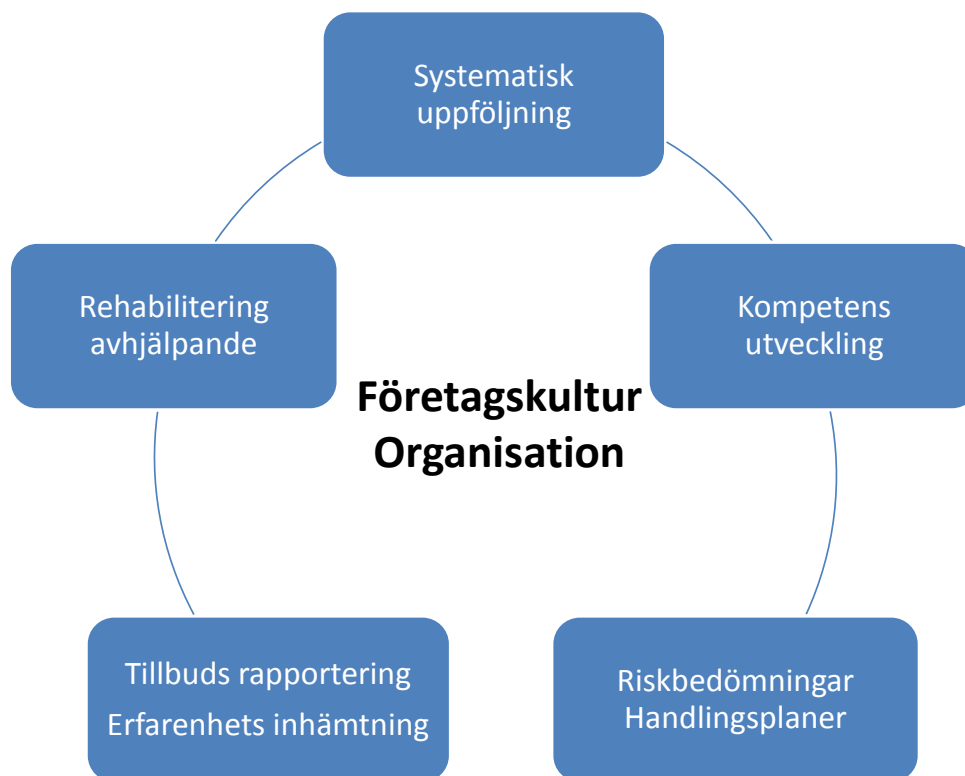 Systematisk
uppföljning
Rehabilitering
avhjälpande
Kompetens
utveckling
Företagskultur
Organisation
Tillbuds rapportering
Erfarenhets inhämtning
Riskbedömningar
Handlingsplaner